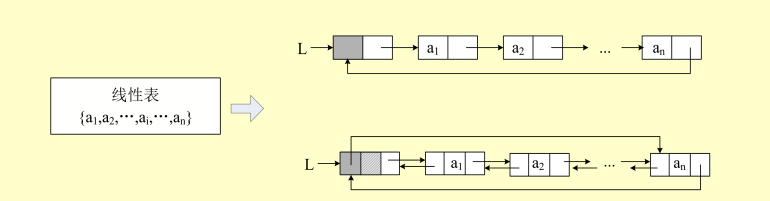 L a₁ a₂ ... aₙ
线性表
{a₁,a₂,⋯,aᵢ,⋯,aₙ}
L a₁ a₂ ... aₙ